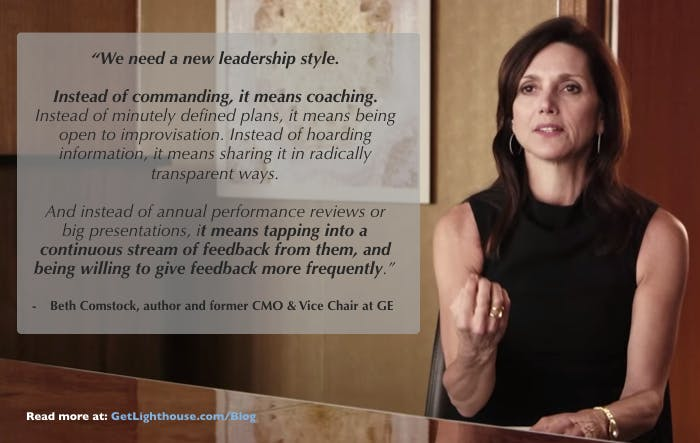 “We need a new leadership style.
Instead of commanding, it means coaching.
Instead of minutely defined plans, it means being
open to improvisation. Instead of hoarding
information, it means sharing it in radically
transparent ways.
And instead of annual performance reviews or
big presentations, it means tapping into a
continuous stream of feedback from them, and
being willing to give feedback more frequently.”
- Beth Comstock, author and former CMO & Vice Chair at GE
Read more at: GetLighthouse.com/Blog